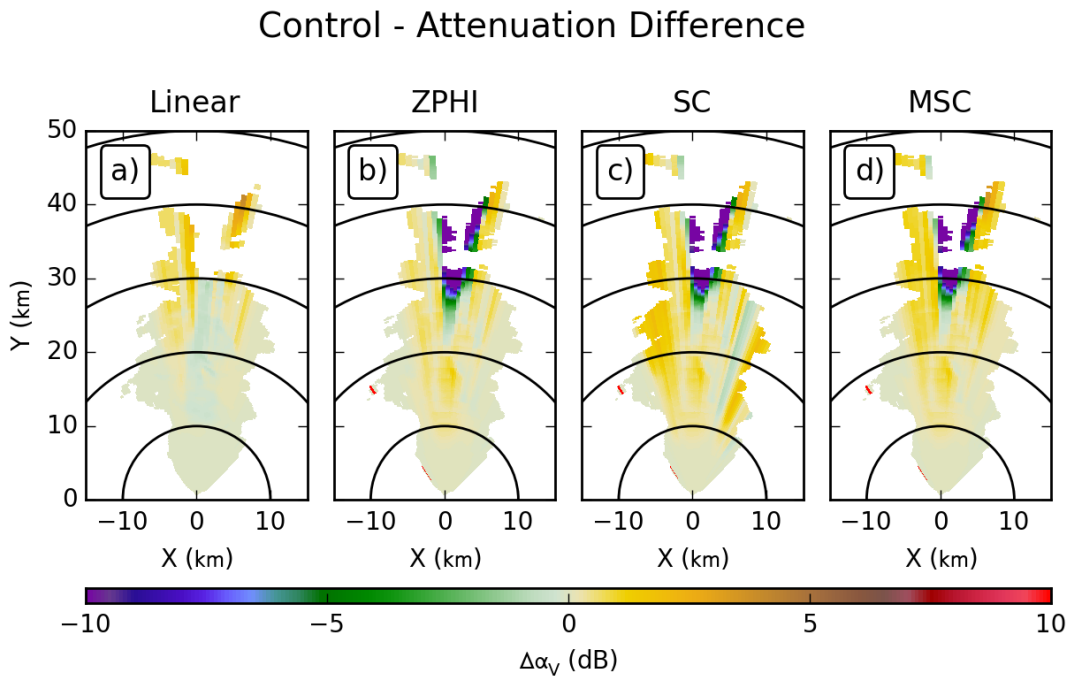 Control - Attenuation Difference
Linear ZPHI SC MSC
a) b) c) d)
50
40
30
20
10
0
Y (km)
−10 0 10 −10 0 10 −10 0 10 −10 0 10
X (km) X (km) X (km) X (km)
−10 −5 0 5 10
Δα_V (dB)